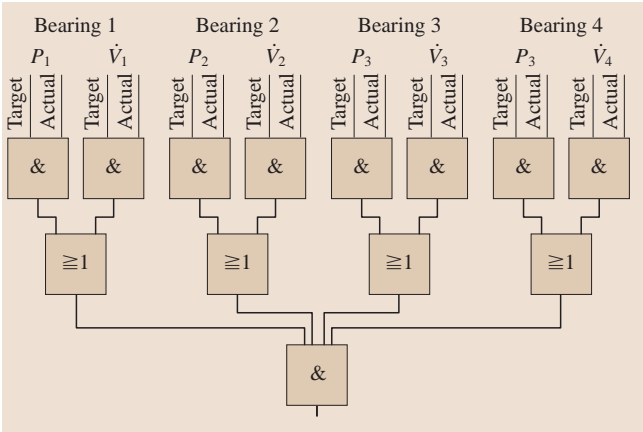 Bearing 1 Bearing 2 Bearing 3 Bearing 4
P₁ V̇₁ P₂ V̇₂ P₃ V̇₃ P₃ V̇₄
Target Actual Target Actual Target Actual Target Actual Target Actual Target Actual Target Actual Target Actual
& & & & & & & &
≧1 ≧1 ≧1 ≧1
&